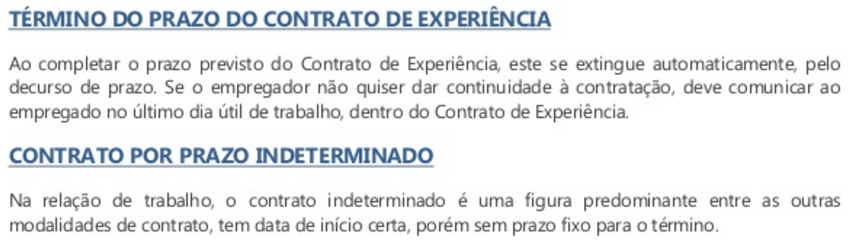 TÉRMINO DO PRAZO DO CONTRATO DE EXPERIÊNCIA
Ao completar o prazo previsto do Contrato de Experiência, este se extingue automaticamente, pelo
decurso de prazo. Se o empregador não quiser dar continuidade à contratação, deve comunicar ao
empregado no último dia útil de trabalho, dentro do Contrato de Experiência.
CONTRATO POR PRAZO INDETERMINADO
Na relação de trabalho, o contrato indeterminado é uma figura predominante entre as outras
modalidades de contrato, tem data de início certa, porém sem prazo fixo para o término.